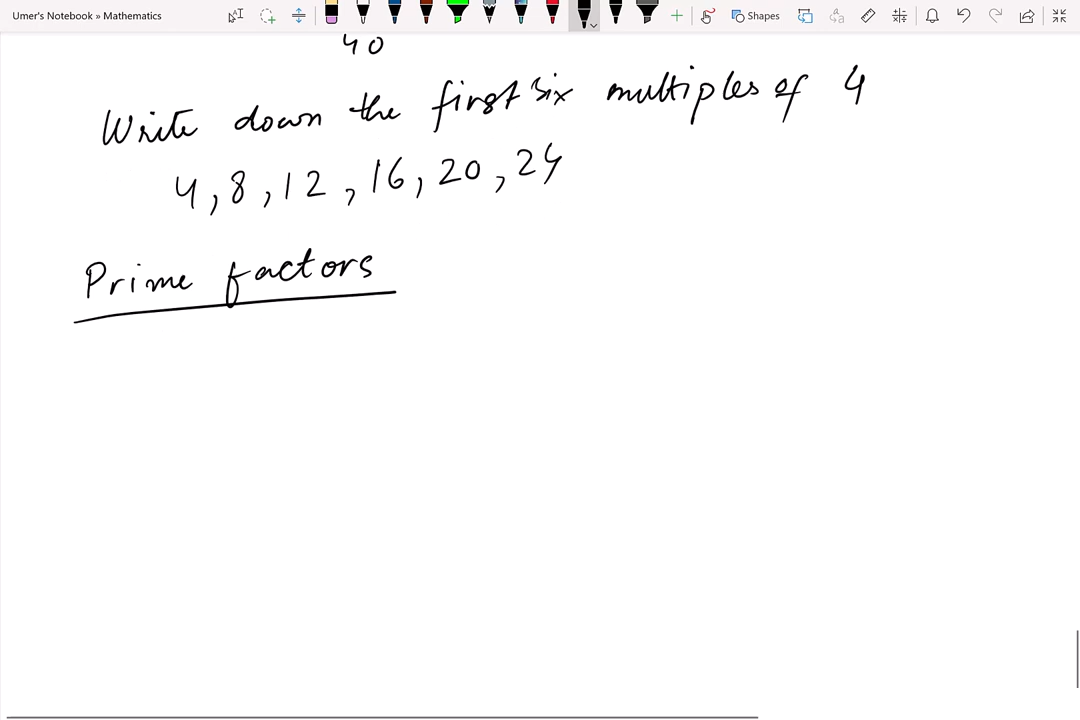 Umer's Notebook » Mathematics
Shapes
40
Write down the first six multiples of 4
4, 8, 12, 16, 20, 24
Prime factors